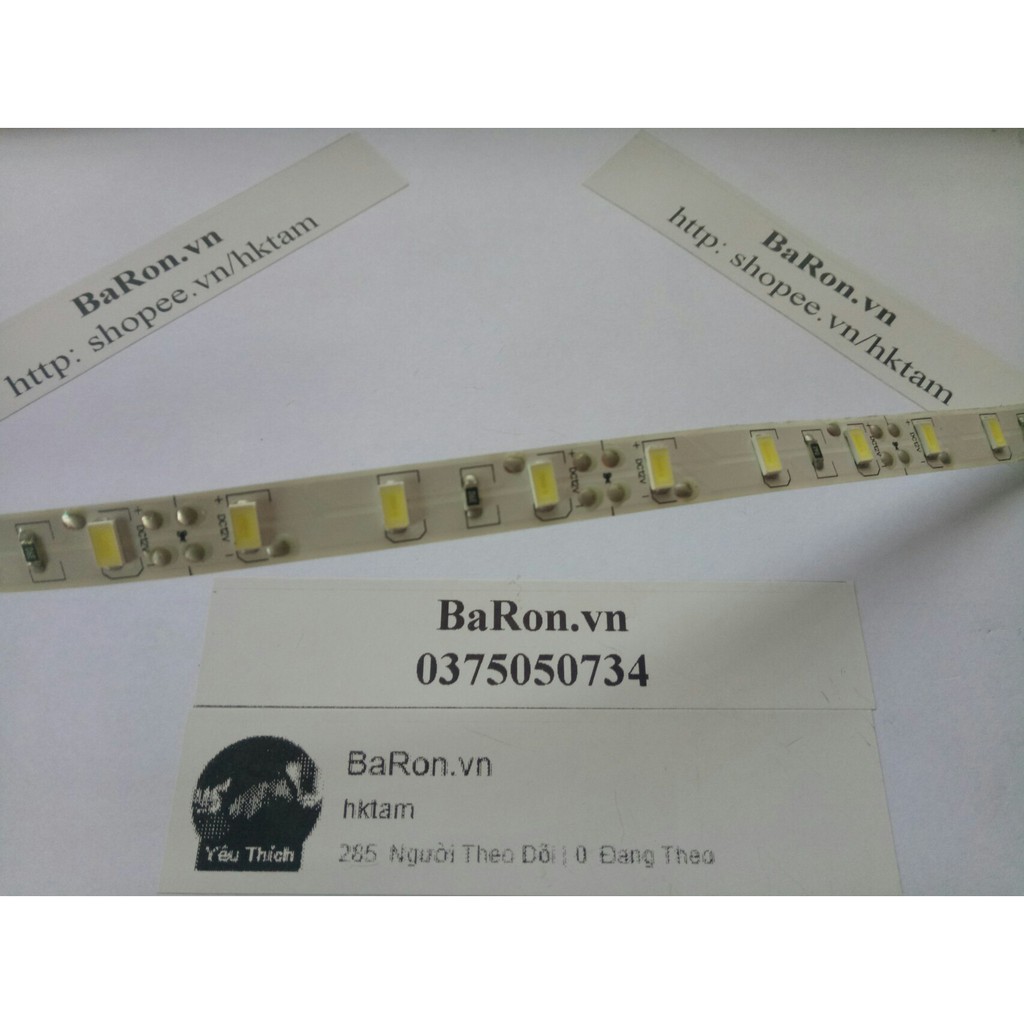 BaRon.vn
http: shopee.vn/hktam
BaRon.vn
http: shopee.vn/hktam
+ DC12V -
+ DC12V -
DC12V
+ DC12V -
BaRon.vn
0375050734
BaRon.vn
hktam
285 Người Theo Dõi | 0 Đang Theo
Yêu Thích